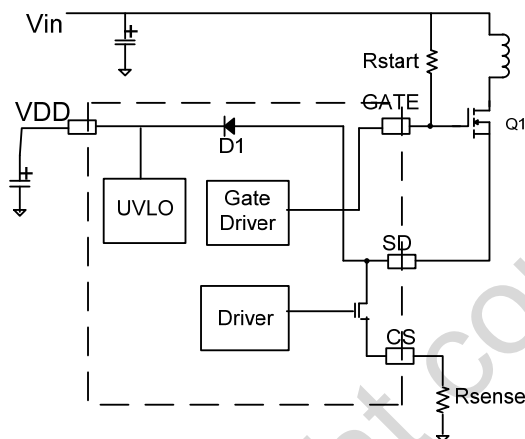 Vin
Rstart
VDD
GATE
Q1
D1
UVLO
Gate
Driver
SD
Driver
CS
Rsense